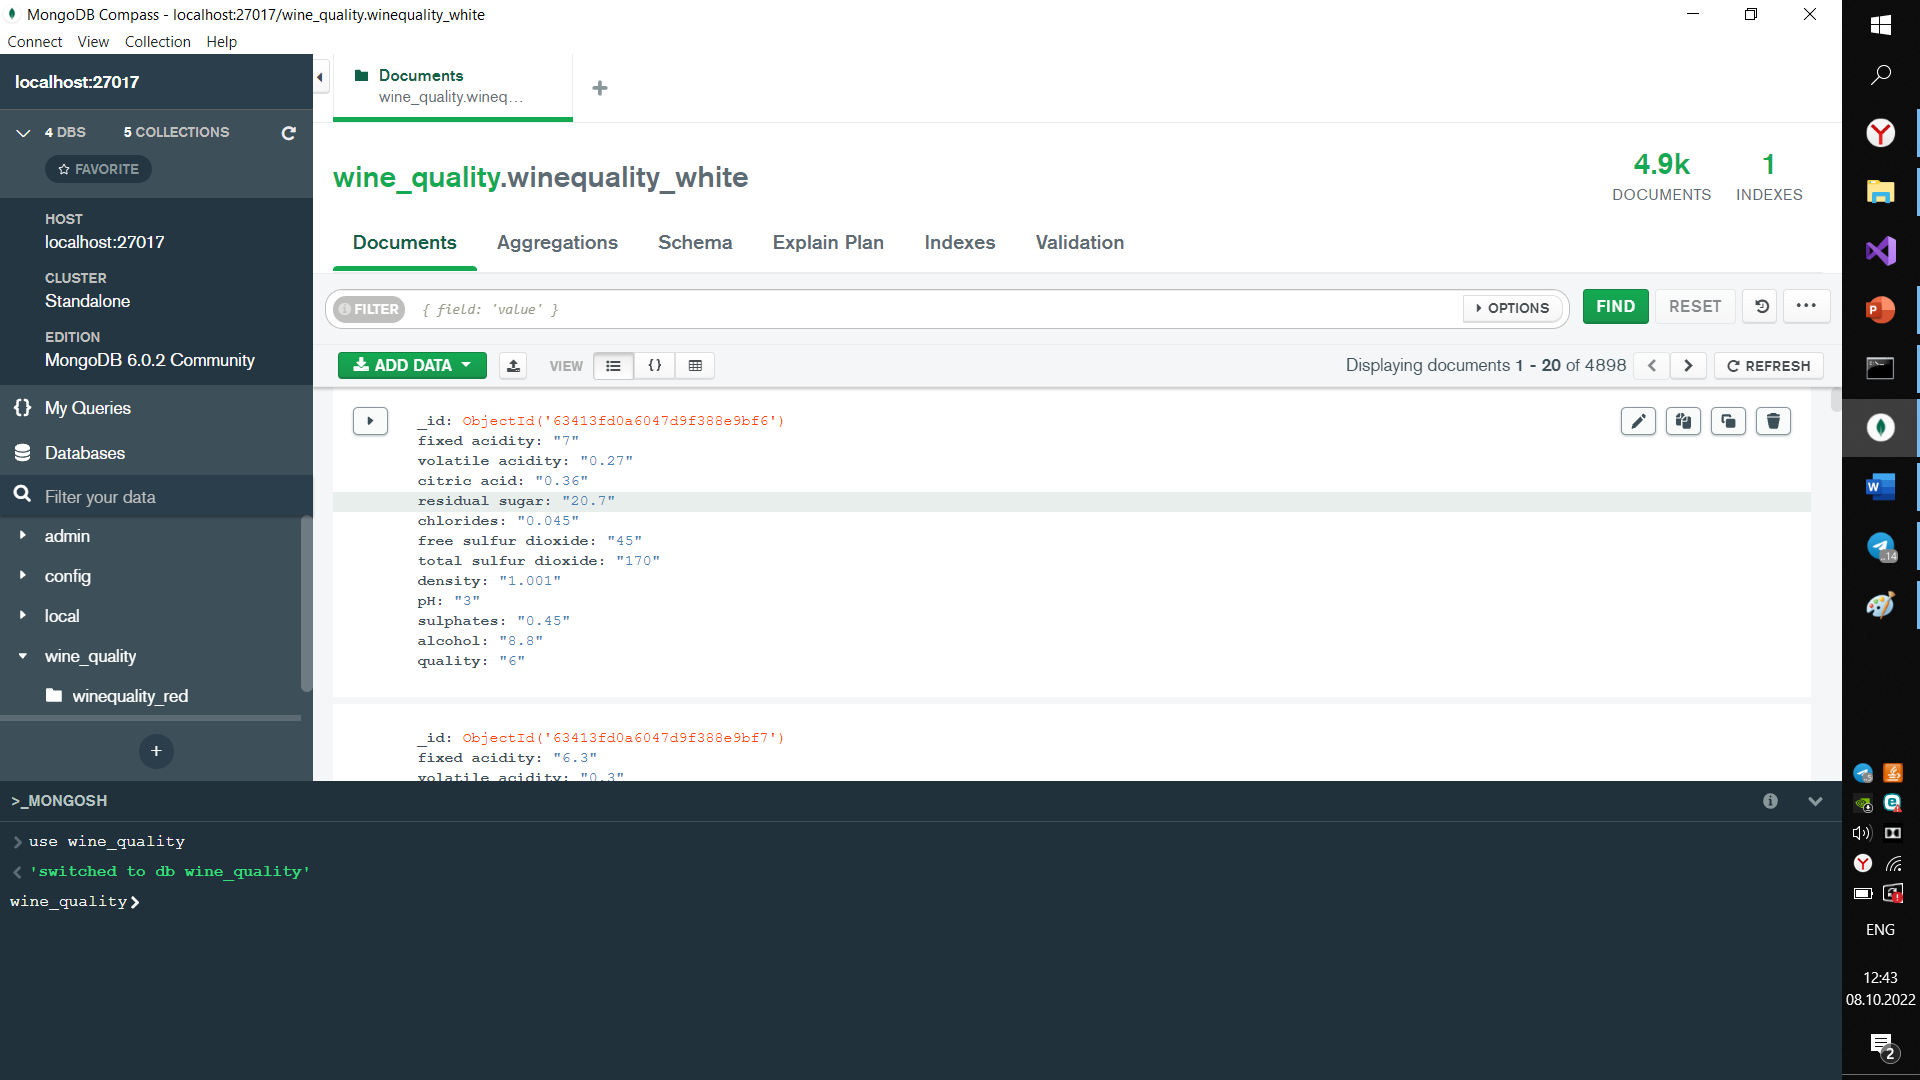 MongoDB Compass - localhost:27017/wine_quality.winequality_white
Connect View Collection Help
localhost:27017
4 DBS 5 COLLECTIONS
FAVORITE
HOST
localhost:27017
CLUSTER
Standalone
EDITION
MongoDB 6.0.2 Community
{} My Queries
Databases
Filter your data
admin
config
local
wine_quality
winequality_red
+
Documents
wine_quality.wineq...
+
wine_quality.winequality_white
4.9k
DOCUMENTS
1
INDEXES
Documents Aggregations Schema Explain Plan Indexes Validation
FILTER { field: 'value' } OPTIONS FIND RESET ...
ADD DATA VIEW {} Displaying documents 1 - 20 of 4898 < > REFRESH
_id: ObjectId('63413fd0a6047d9f388e9bf6')
fixed acidity: "7"
volatile acidity: "0.27"
citric acid: "0.36"
residual sugar: "20.7"
chlorides: "0.045"
free sulfur dioxide: "45"
total sulfur dioxide: "170"
density: "1.001"
pH: "3"
sulphates: "0.45"
alcohol: "8.8"
quality: "6"
_id: ObjectId('63413fd0a6047d9f388e9bf7')
fixed acidity: "6.3"
volatile acidity: "0.3"
>_MONGOSH
> use wine_quality
< 'switched to db wine_quality'
wine_quality>
W
14
ENG
12:43
08.10.2022
2